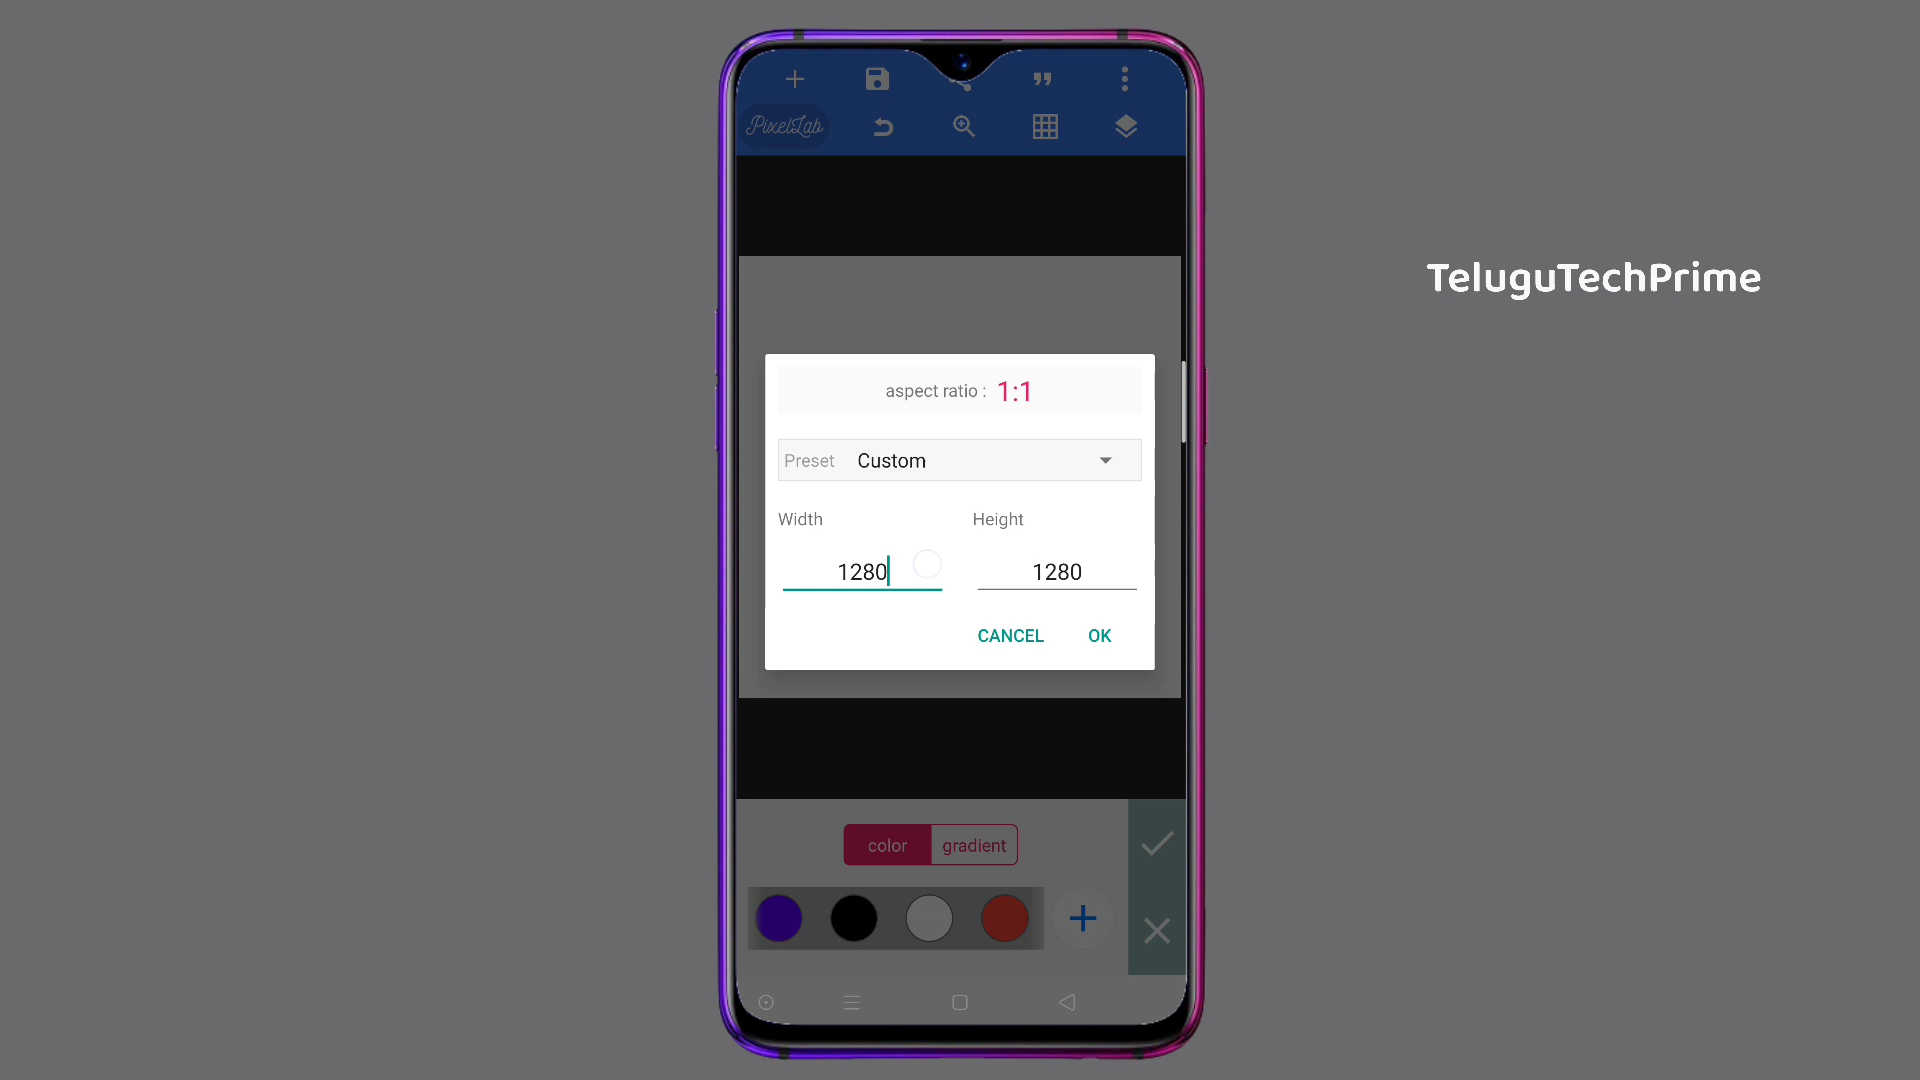 PixelLab
TeluguTechPrime
aspect ratio : 1:1
Preset Custom
Width Height
1280 1280
CANCEL OK
color gradient